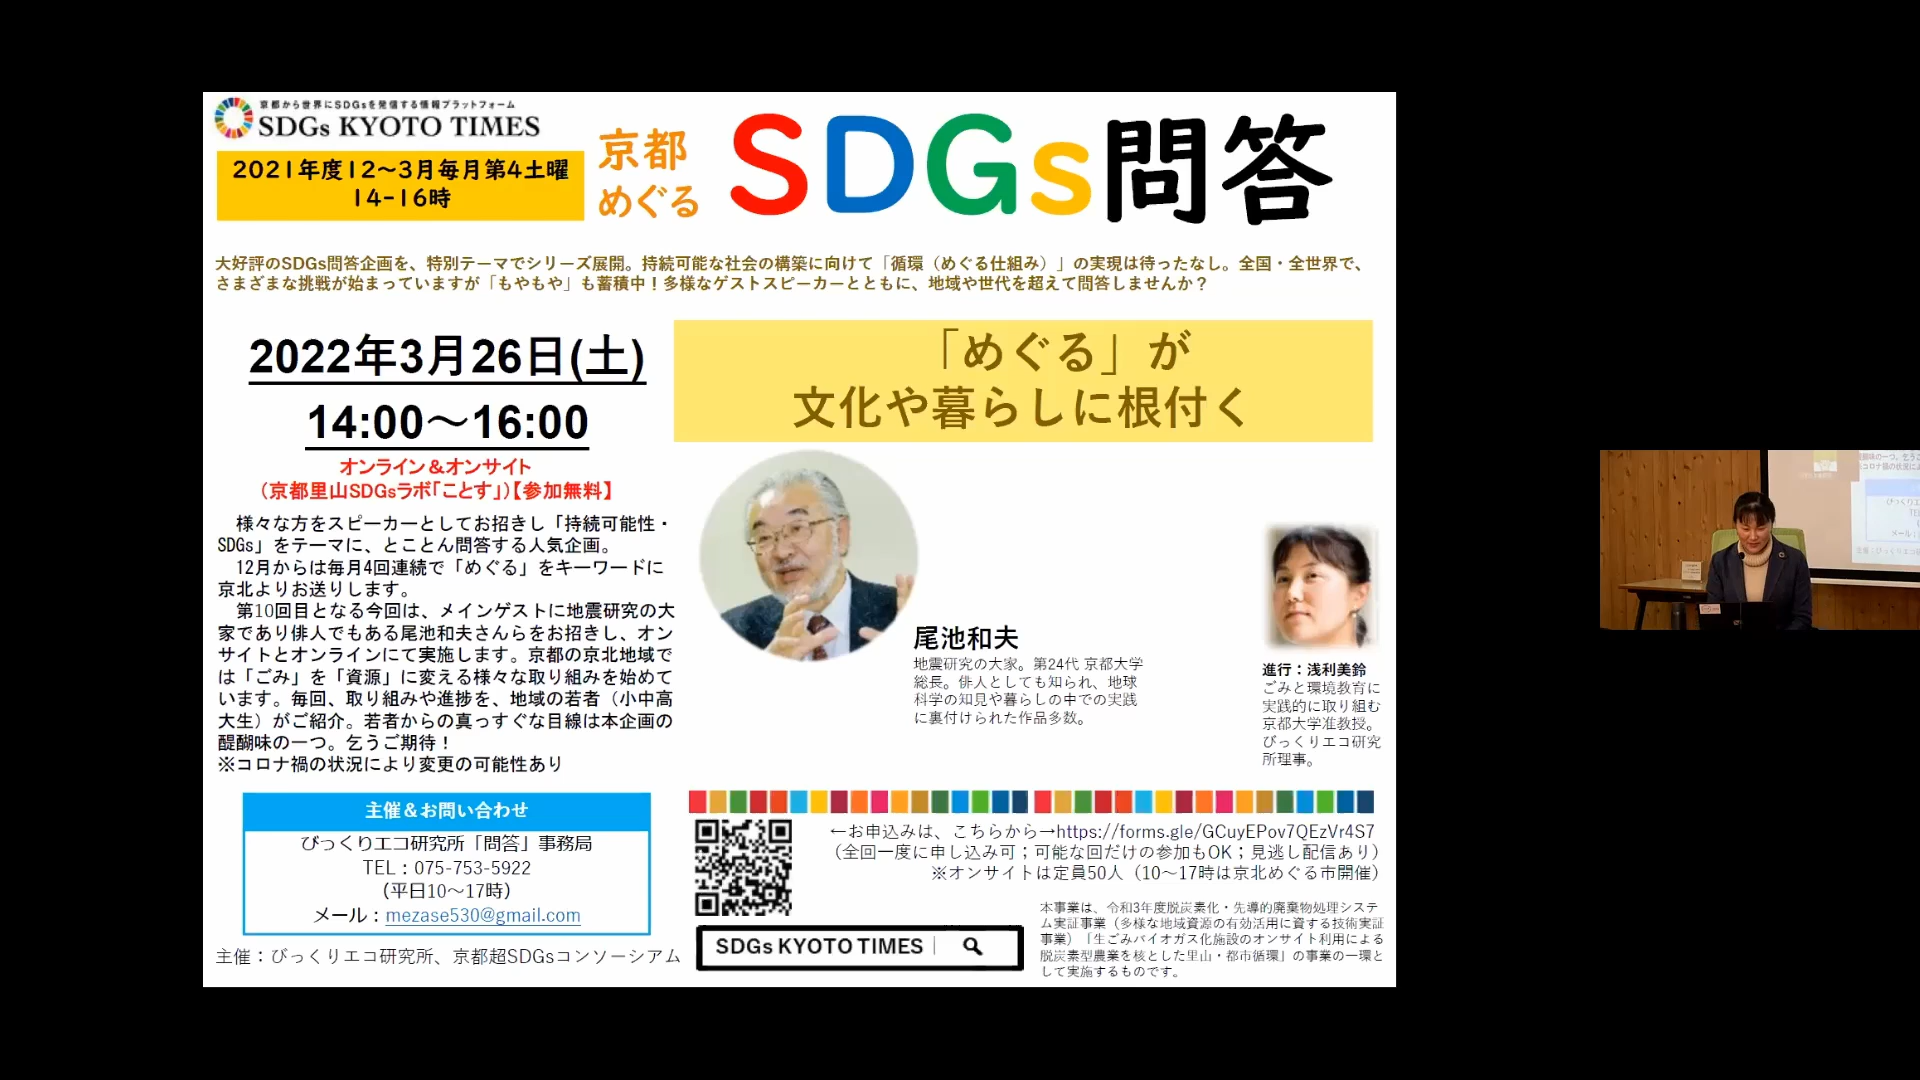 京都から世界にSDGsを発信する情報プラットフォーム
SDGs KYOTO TIMES
2021年度12～3月毎月第4土曜
14-16時
京都
めぐる
SDGs問答
大好評のSDGs問答企画を、特別テーマでシリーズ展開。持続可能な社会の構築に向けて「循環（めぐる仕組み）」の実現は待ったなし。全国・全世界で、
さまざまな挑戦が始まっていますが「もやもや」も蓄積中！多様なゲストスピーカーとともに、地域や世代を超えて問答しませんか？
2022年3月26日(土)
14:00～16:00
オンライン＆オンサイト
（京都里山SDGsラボ「ことす」）【参加無料】
「めぐる」が
文化や暮らしに根付く
様々な方をスピーカーとしてお招きし「持続可能性・
SDGs」をテーマに、とことん問答する人気企画。
12月からは毎月4回連続で「めぐる」をキーワードに
京北よりお送りします。
第10回目となる今回は、メインゲストに地震研究の大
家であり俳人でもある尾池和夫さんらをお招きし、オン
サイトとオンラインにて実施します。京都の京北地域で
は「ごみ」を「資源」に変える様々な取り組みを始めて
います。毎回、取り組みや進捗を、地域の若者（小中高
大生）がご紹介。若者からの真っすぐな目線は本企画の
醍醐味の一つ。乞うご期待！
※コロナ禍の状況により変更の可能性あり
尾池和夫
地震研究の大家。第24代 京都大学
総長。俳人としても知られ、地球
科学の知見や暮らしの中での実践
に裏付けられた作品多数。
進行：浅利美鈴
ごみと環境教育に
実践的に取り組む
京都大学准教授。
びっくりエコ研究
所理事。
主催＆お問い合わせ
びっくりエコ研究所「問答」事務局
TEL：075-753-5922
（平日10～17時）
メール：mezase530@gmail.com
主催：びっくりエコ研究所、京都超SDGsコンソーシアム
←お申込みは、こちらから→https://forms.gle/GCuyEPov7QEzVr4S7
（全回一度に申し込み可；可能な回だけの参加もOK；見逃し配信あり）
※オンサイトは定員50人（10～17時は京北めぐる市開催）
SDGs KYOTO TIMES
本事業は、令和3年度脱炭素化・先導的廃棄物処理システ
ム実証事業（多様な地域資源の有効活用に資する技術実証
事業）「生ごみバイオガス化施設のオンサイト利用による
脱炭素型農業を核とした里山・都市循環」の事業の一環と
して実施するものです。